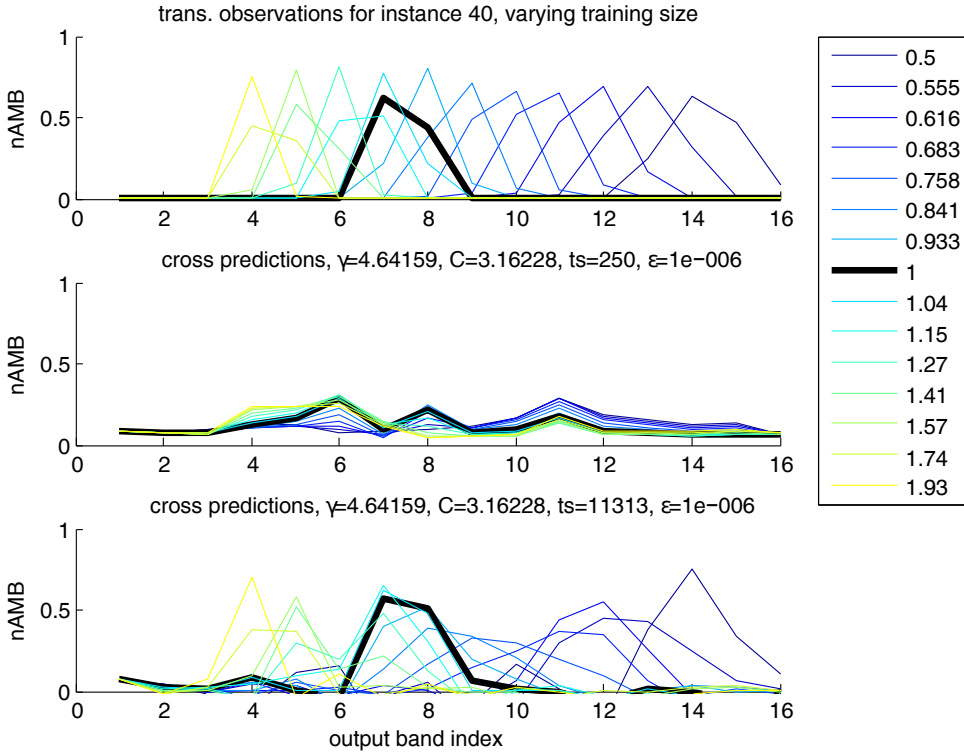 trans. observations for instance 40, varying training size
1
0.5
0
nAMB
0 2 4 6 8 10 12 14 16
cross predictions, γ=4.64159, C=3.16228, ts=250, ε=1e−006
1
0.5
0
nAMB
0 2 4 6 8 10 12 14 16
cross predictions, γ=4.64159, C=3.16228, ts=11313, ε=1e−006
1
0.5
0
nAMB
0 2 4 6 8 10 12 14 16
output band index
0.5
0.555
0.616
0.683
0.758
0.841
0.933
1
1.04
1.15
1.27
1.41
1.57
1.74
1.93